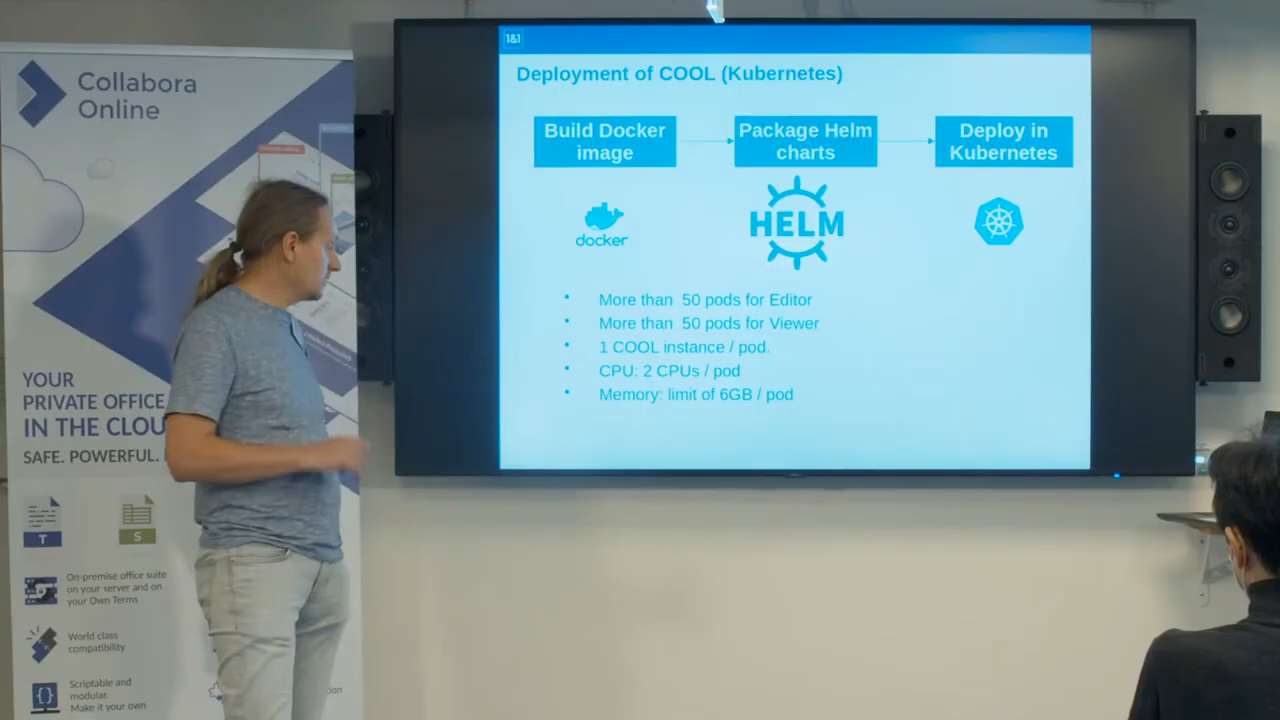 Collabora
Online
YOUR
PRIVATE OFFICE
IN THE CLOU
SAFE. POWERFUL.
T
S
On-premise office suite
on your server and on
your Own Terms
World class
compatibility
Scriptable and
modular.
Make it your own
1&1
Deployment of COOL (Kubernetes)
Build Docker
image
Package Helm
charts
Deploy in
Kubernetes
docker
HELM
• More than 50 pods for Editor
• More than 50 pods for Viewer
• 1 COOL instance / pod.
• CPU: 2 CPUs / pod
• Memory: limit of 6GB / pod